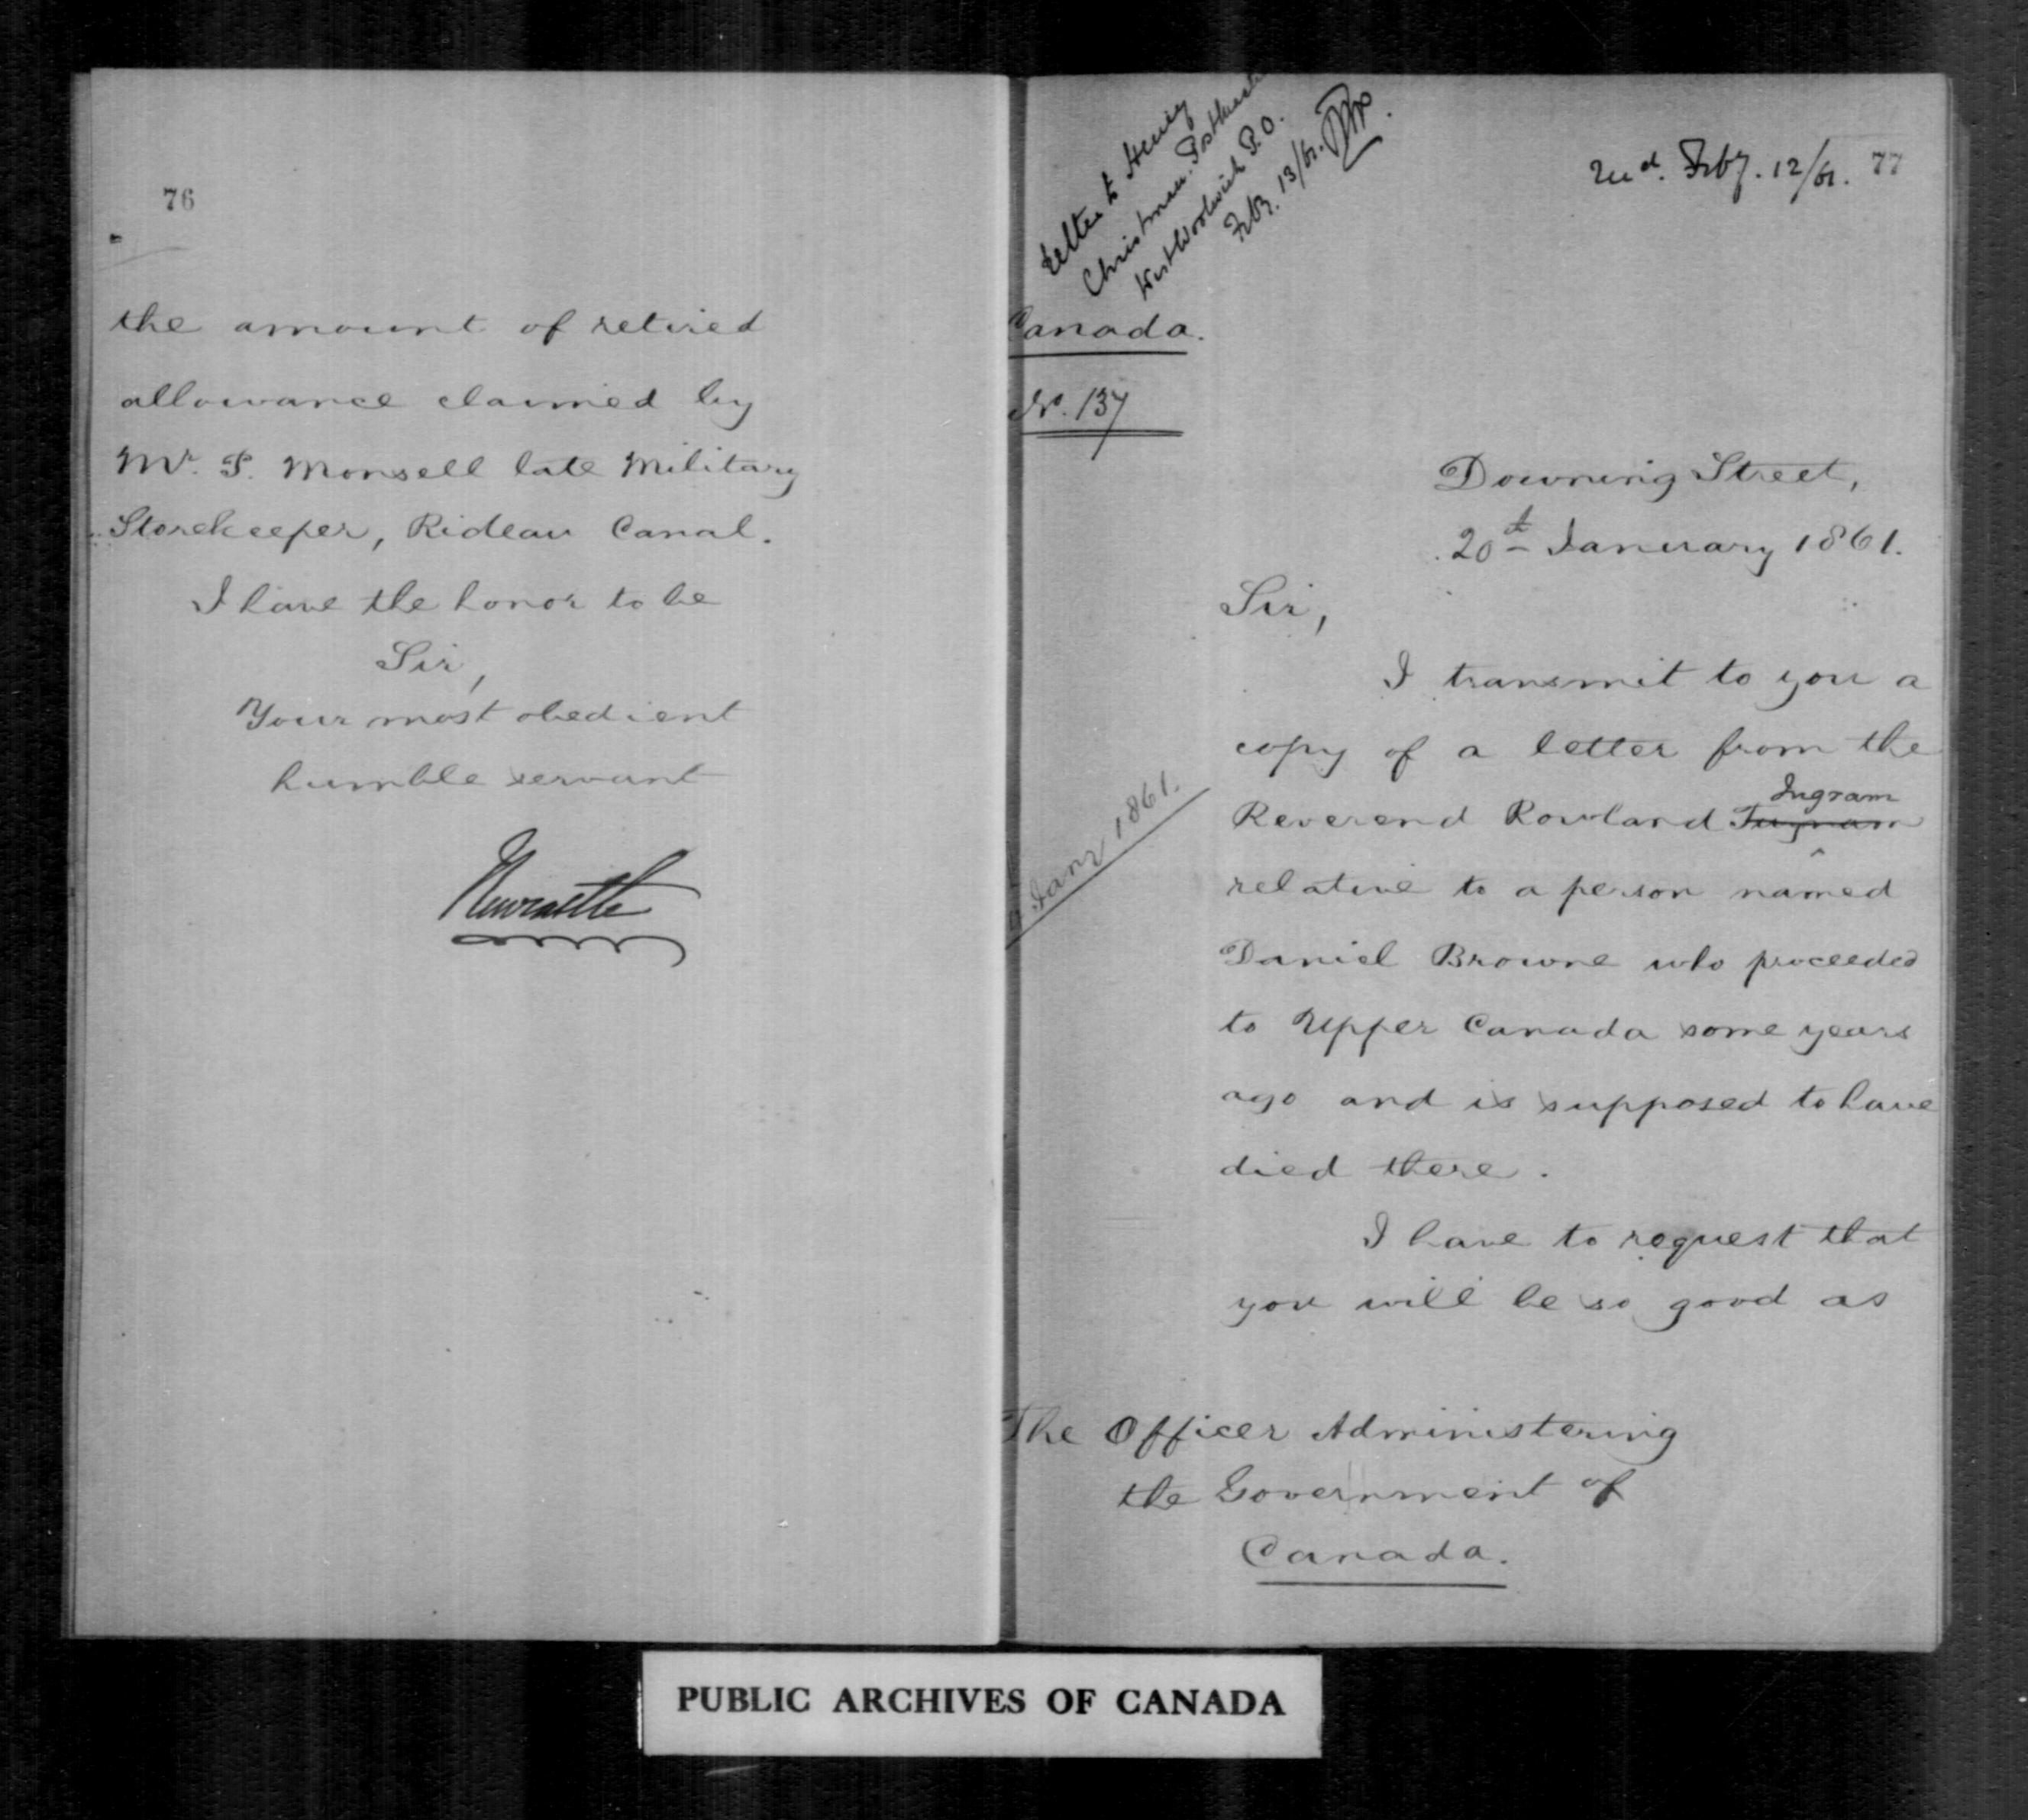 76
the amount of retired
allowance claimed by
Mr. P. Monsell late Military
Storekeeper, Rideau Canal.
I have the honor to be
Sir,
Your most obedient
humble servant
Newcastle
Letter to Henry
Christman. Postmaster
West Woolwich P.O.
Feby. 13/61.
Rud. Feby. 12/61. 77
Canada.
No. 137
Downing Street,
20th January 1861.
Sir,
I transmit to you a
copy of a letter from the
Ingram
Reverend Rowland
relative to a person named
Jany 1861.
Daniel Browne who proceeded
to Upper Canada some years
ago and is supposed to have
died there.
I have to request that
you will be so good as
The Officer Administering
the Government of
Canada.
PUBLIC ARCHIVES OF CANADA